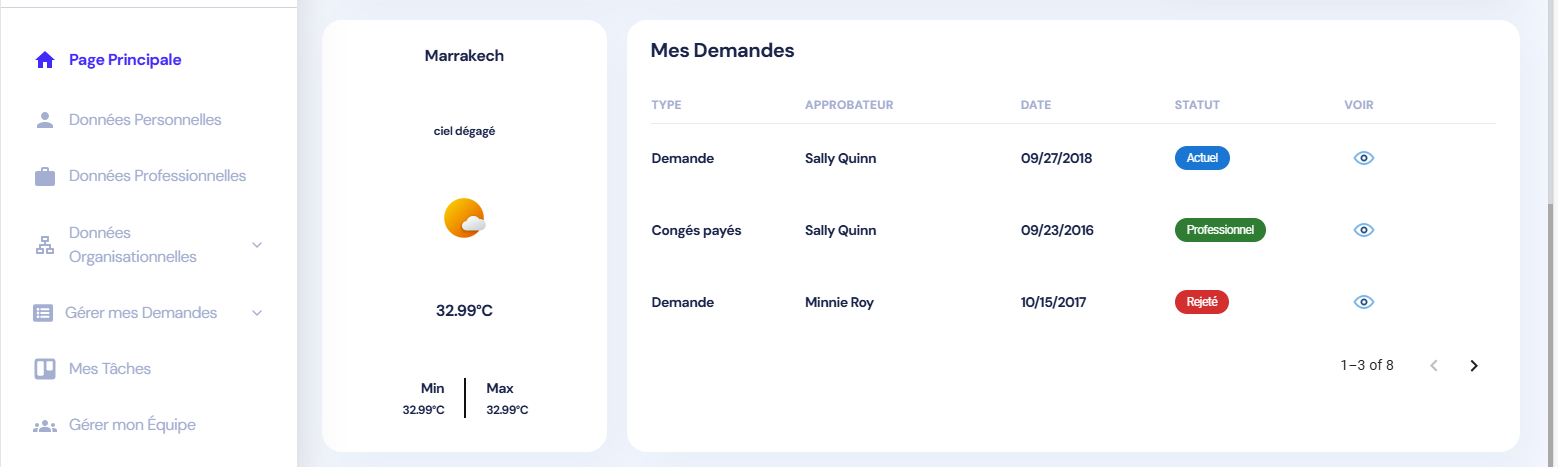 Page Principale
Données Personnelles
Données Professionnelles
Données
Organisationnelles
Gérer mes Demandes
Mes Tâches
Gérer mon Équipe
Marrakech
ciel dégagé
32.99°C
Min Max
32.99°C 32.99°C
Mes Demandes
TYPE APPROBATEUR DATE STATUT VOIR
Demande Sally Quinn 09/27/2018 Actuel
Congés payés Sally Quinn 09/23/2016 Professionnel
Demande Minnie Roy 10/15/2017 Rejeté
1–3 of 8